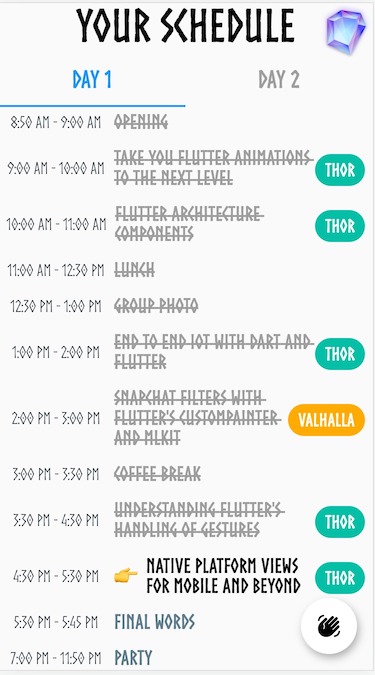 YOUR SCHEDULE
DAY 1 DAY 2
8:50 AM - 9:00 AM OPENING
9:00 AM - 10:00 AM TAKE YOU FLUTTER ANIMATIONS
TO THE NEXT LEVEL THOR
10:00 AM - 11:00 AM FLUTTER ARCHITECTURE
COMPONENTS THOR
11:00 AM - 12:30 PM LUNCH
12:30 PM - 1:00 PM GROUP PHOTO
1:00 PM - 2:00 PM END TO END IOT WITH DART AND
FLUTTER THOR
2:00 PM - 3:00 PM SNAPCHAT FILTERS WITH
FLUTTER'S CUSTOMPAINTER
AND MLKIT VALHALLA
3:00 PM - 3:30 PM COFFEE BREAK
3:30 PM - 4:30 PM UNDERSTANDING FLUTTER'S
HANDLING OF GESTURES THOR
4:30 PM - 5:30 PM 👉 NATIVE PLATFORM VIEWS
FOR MOBILE AND BEYOND THOR
5:30 PM - 5:45 PM FINAL WORDS
7:00 PM - 11:50 PM PARTY